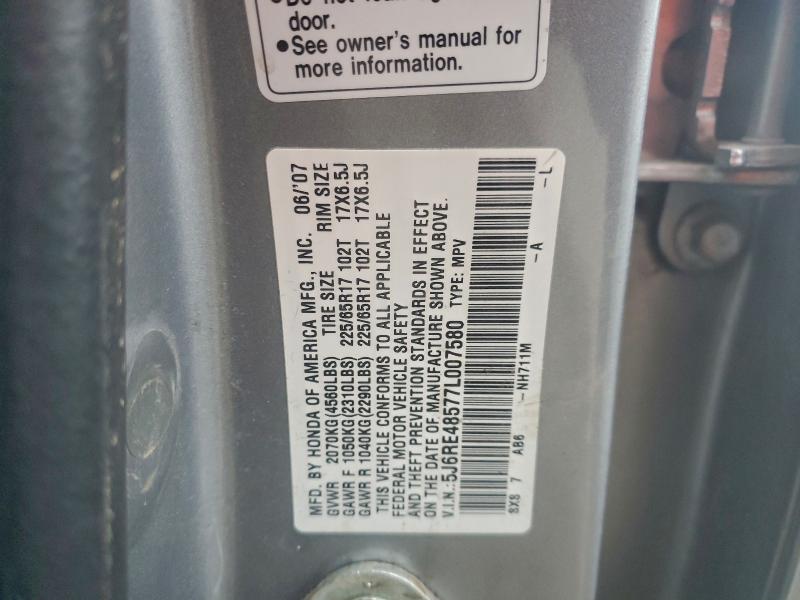 door.
●See owner's manual for
more information.
MFD. BY HONDA OF AMERICA MFG., INC. 06/'07
GVWR 2070KG(4560LBS) TIRE SIZE RIM SIZE
GAWR F 1050KG(2310LBS) 225/65R17 102T 17X6.5J
GAWR R 1040KG(2290LBS) 225/65R17 102T 17X6.5J
THIS VEHICLE CONFORMS TO ALL APPLICABLE
FEDERAL MOTOR VEHICLE SAFETY
AND THEFT PREVENTION STANDARDS IN EFFECT
ON THE DATE OF MANUFACTURE SHOWN ABOVE.
V.I.N.:5J6RE48577L007580 TYPE: MPV
8X8 7 AB6 -NH711M -A -L